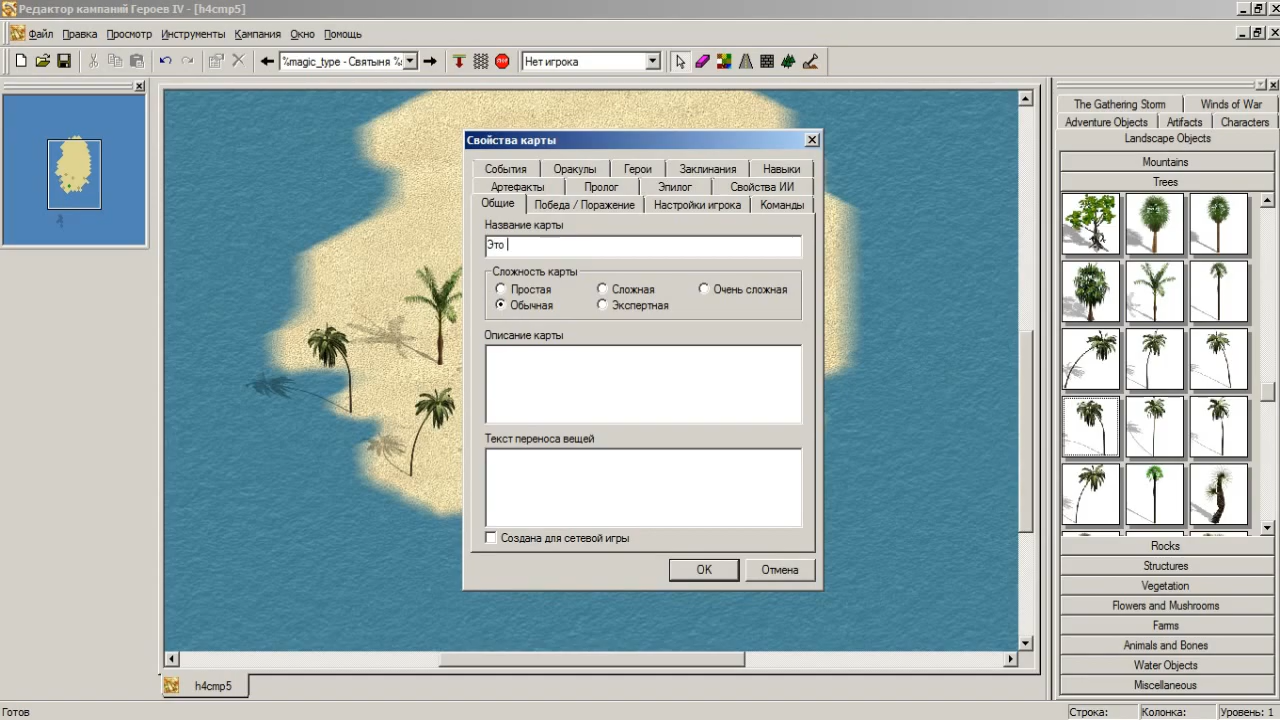 Редактор кампаний Героев IV - [h4cmp5]
Файл Правка Просмотр Инструменты Кампания Окно Помощь
%magic_type - Святыня %
Нет игрока
The Gathering Storm
Winds of War
Adventure Objects
Artifacts
Characters
Landscape Objects
Mountains
Trees
Rocks
Structures
Vegetation
Flowers and Mushrooms
Farms
Animals and Bones
Water Objects
Miscellaneous
Свойства карты
События Оракулы Герои Заклинания Навыки
Артефакты Пролог Эпилог Свойства ИИ
Общие Победа / Поражение Настройки игрока Команды
Название карты
Это
Сложность карты
Простая Сложная Очень сложная
Обычная Экспертная
Описание карты
Текст переноса вещей
Создана для сетевой игры
OK Отмена
h4cmp5
Готов
Строка: Колонка: Уровень: 1